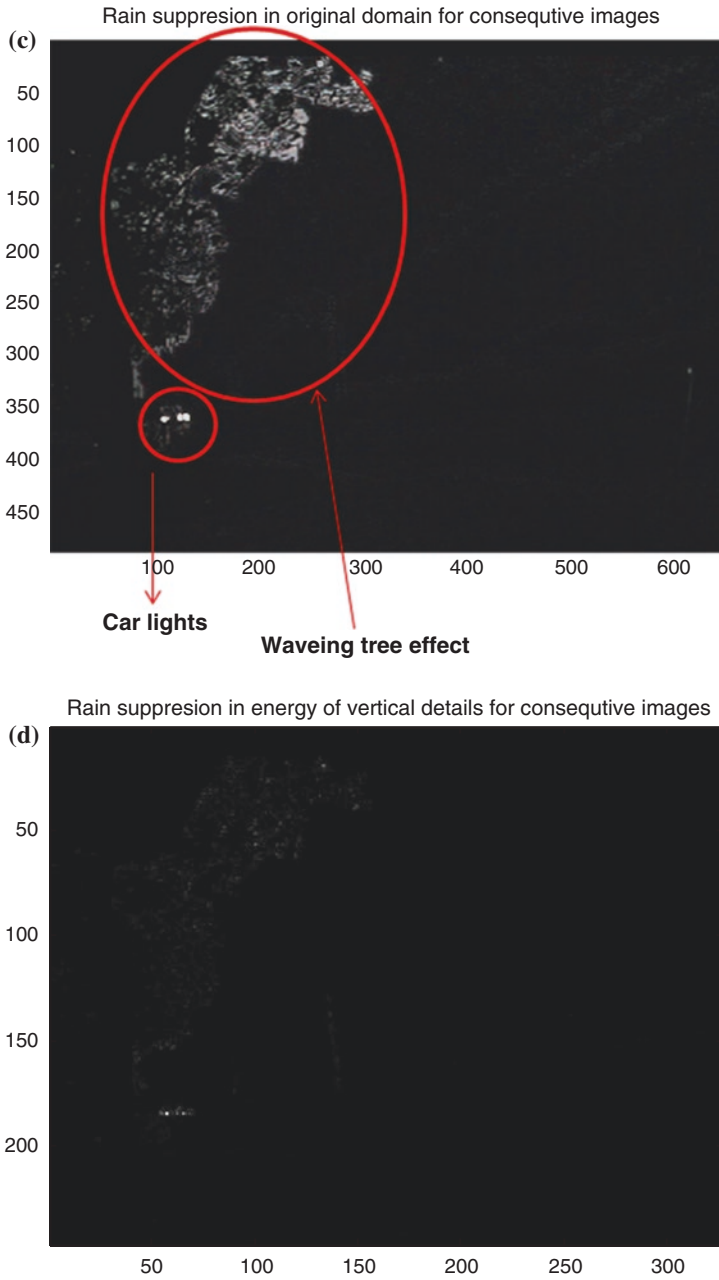 Rain suppresion in original domain for consequtive images
(c)
50
100
150
200
250
300
350
400
450
100 200 300 400 500 600
Car lights
Waveing tree effect
Rain suppresion in energy of vertical details for consequtive images
(d)
50
100
150
200
50 100 150 200 250 300